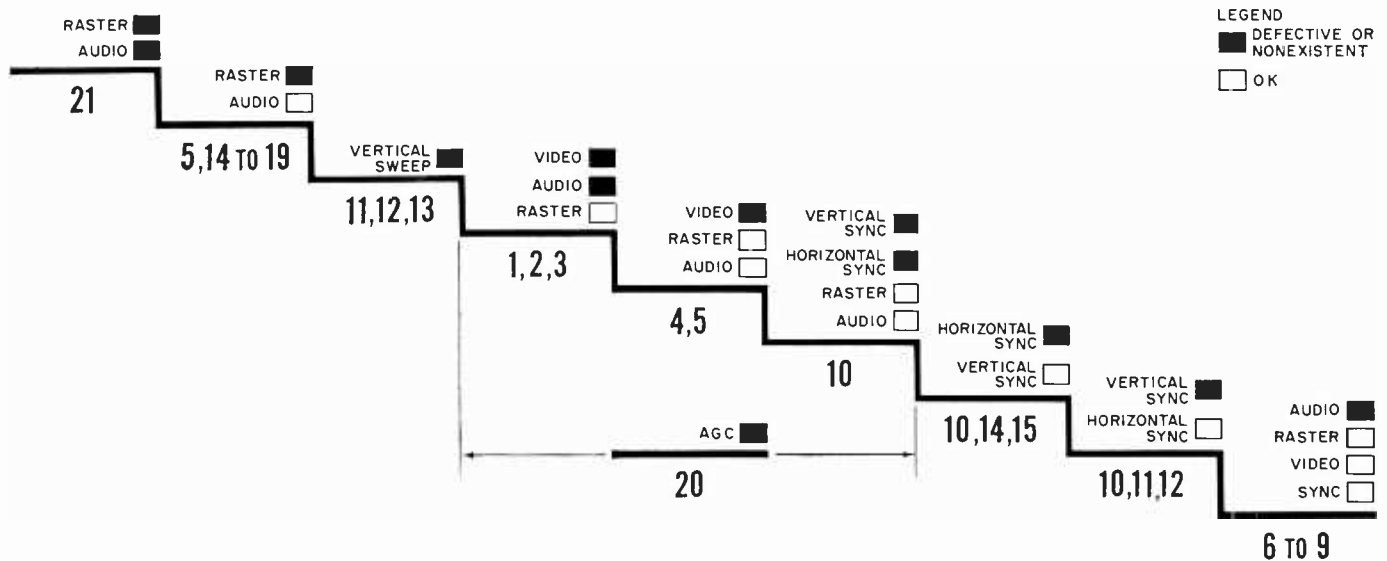 RASTER
AUDIO
21
RASTER
AUDIO
5,14 TO 19
VERTICAL
SWEEP
11,12,13
VIDEO
AUDIO
RASTER
1,2,3
VIDEO
RASTER
AUDIO
4,5
VERTICAL
SYNC
HORIZONTAL
SYNC
RASTER
AUDIO
10
AGC
20
HORIZONTAL
SYNC
VERTICAL
SYNC
10,14,15
VERTICAL
SYNC
HORIZONTAL
SYNC
10,11,12
AUDIO
RASTER
VIDEO
SYNC
6 TO 9
LEGEND
DEFECTIVE OR
NONEXISTENT
OK